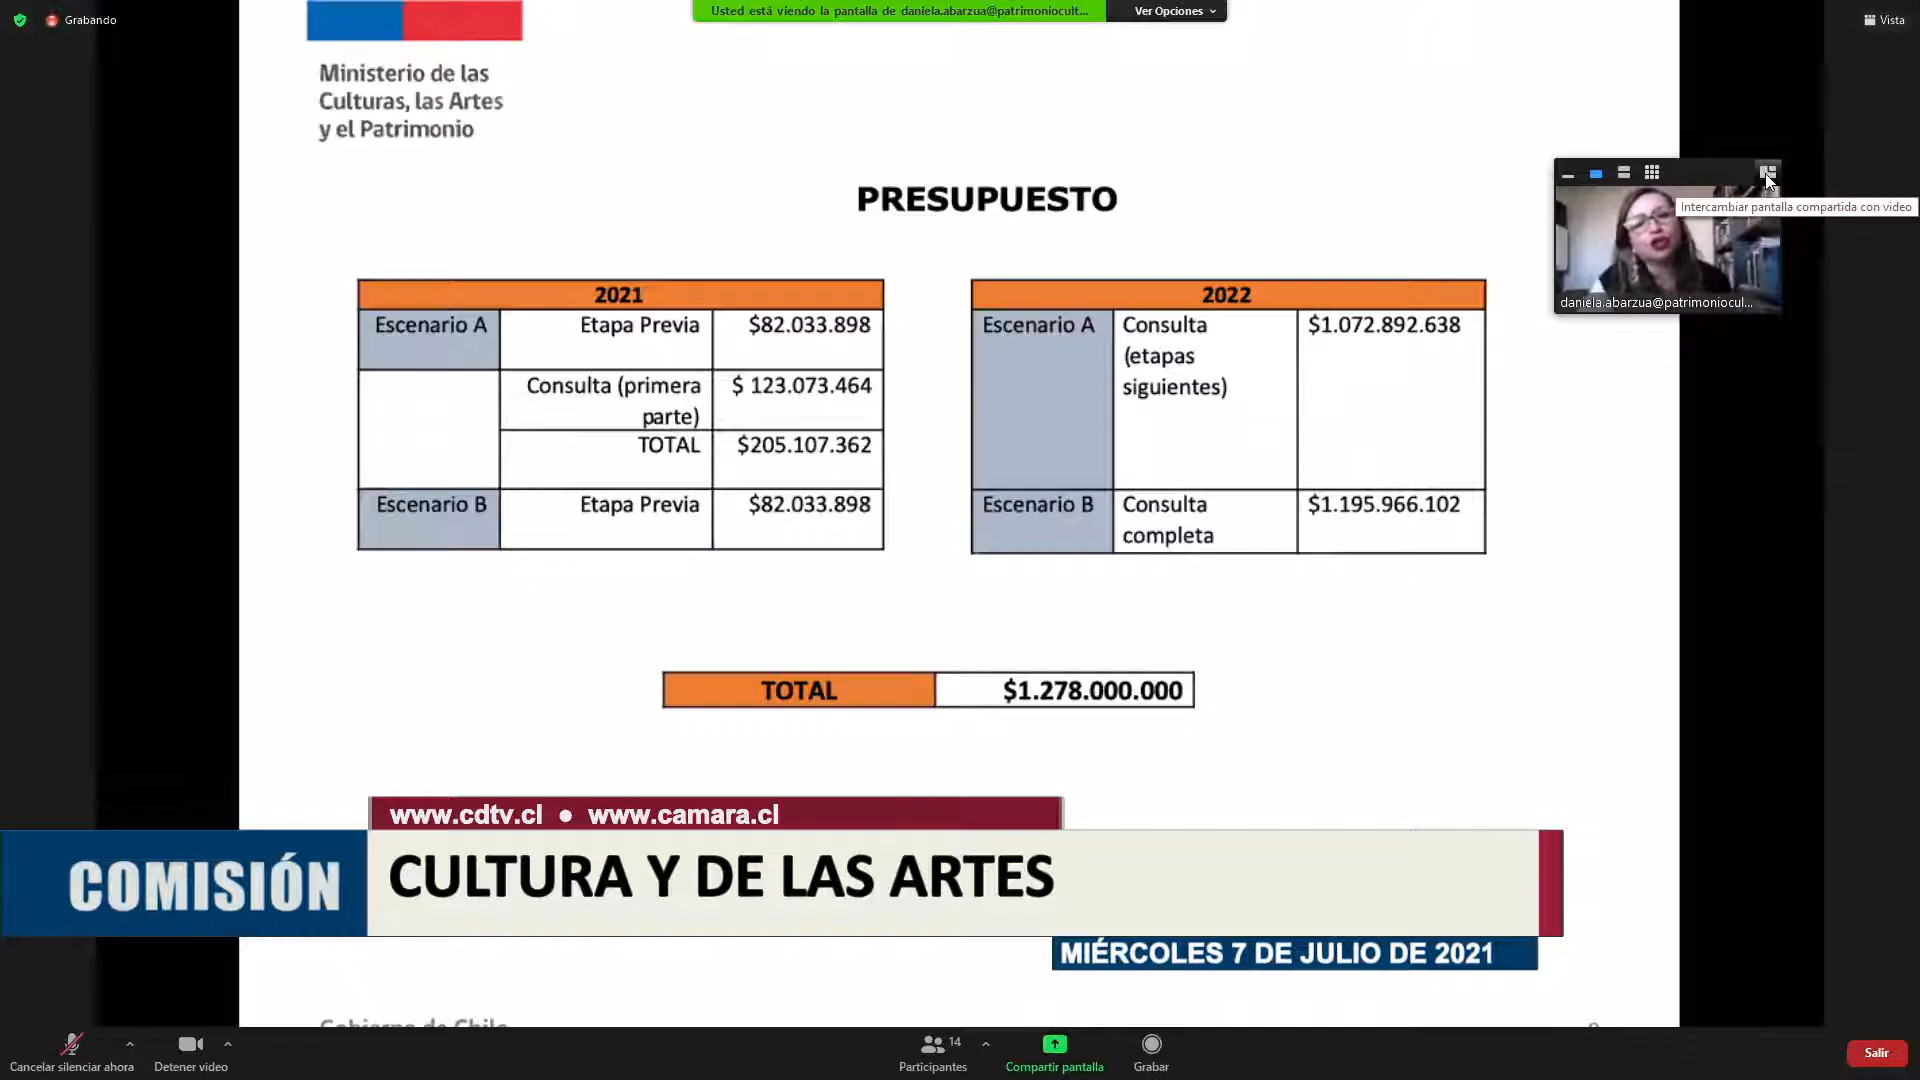 Grabando
Usted está viendo la pantalla de daniela.abarzua@patrimoniocult...
Ver Opciones
Vista
Ministerio de las
Culturas, las Artes
y el Patrimonio
Intercambiar pantalla compartida con video
daniela.abarzua@patrimoniocul...
PRESUPUESTO
2021
Escenario A Etapa Previa $82.033.898
Consulta (primera $ 123.073.464
parte)
TOTAL $205.107.362
Escenario B Etapa Previa $82.033.898
2022
Escenario A Consulta $1.072.892.638
(etapas
siguientes)
Escenario B Consulta $1.195.966.102
completa
TOTAL $1.278.000.000
www.cdtv.cl ● www.camara.cl
COMISIÓN CULTURA Y DE LAS ARTES
MIÉRCOLES 7 DE JULIO DE 2021
Gobierno de Chile
14
Cancelar silenciar ahora Detener video Participantes Compartir pantalla Grabar Salir